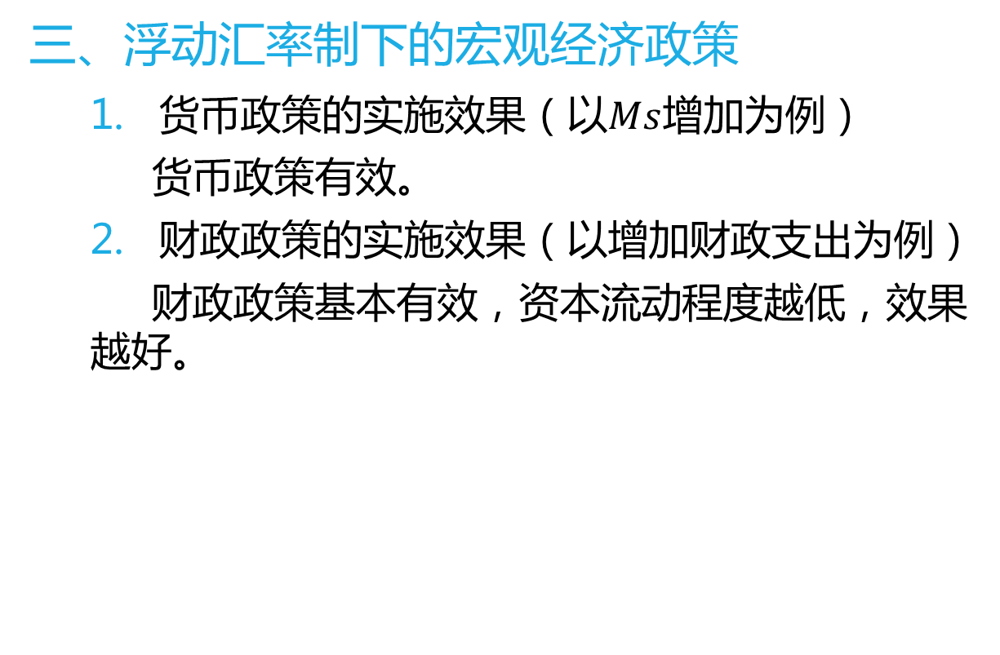 三、浮动汇率制下的宏观经济政策
1. 货币政策的实施效果（以Ms增加为例）
货币政策有效。
2. 财政政策的实施效果（以增加财政支出为例）
财政政策基本有效，资本流动程度越低，效果
越好。